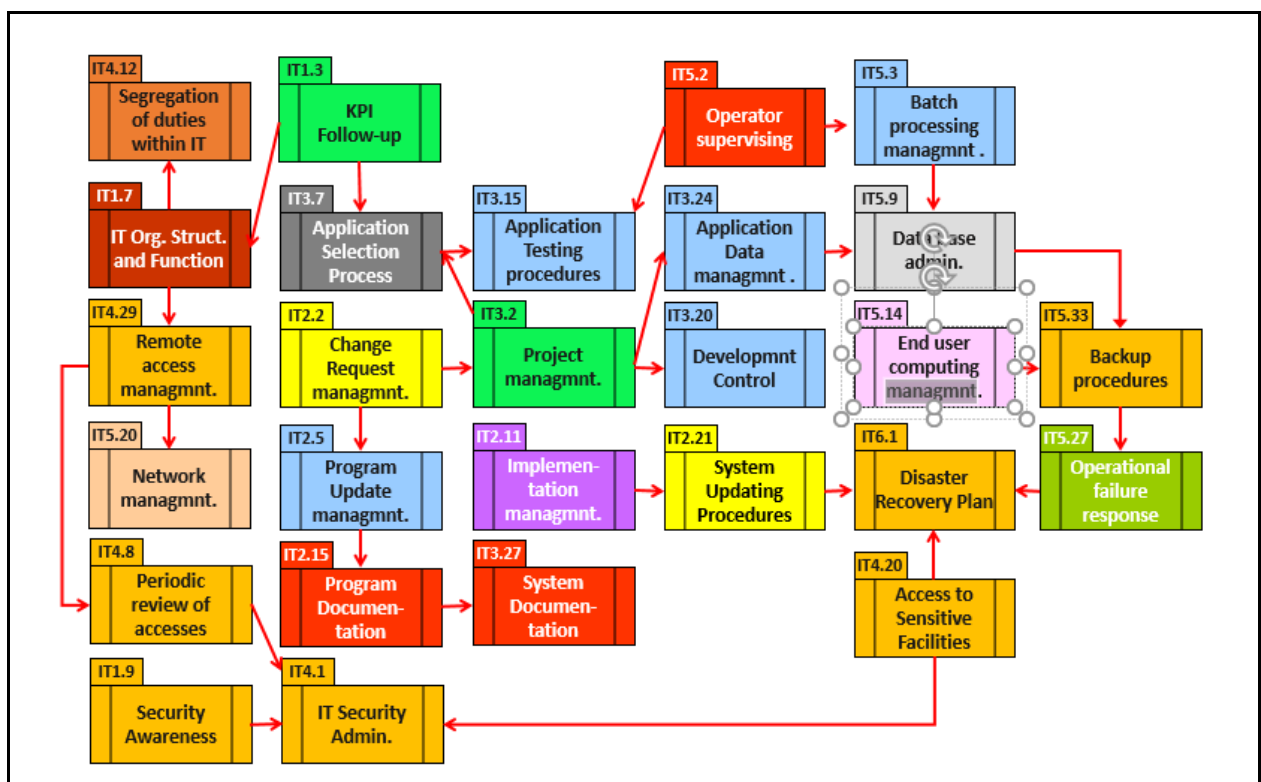 IT4.12
Segregation
of duties
within IT
IT1.3
KPI
Follow-up
IT5.2
Operator
supervising
IT5.3
Batch
processing
managmnt .
IT1.7
IT Org. Struct.
and Function
IT3.7
Application
Selection
Process
IT3.15
Application
Testing
procedures
IT3.24
Application
Data
managmnt .
IT5.9
Data base
admin.
IT4.29
Remote
access
managmnt.
IT2.2
Change
Request
managmnt.
IT3.2
Project
managmnt.
IT3.20
Developmnt
Control
IT5.14
End user
computing
managmnt.
IT5.33
Backup
procedures
IT5.20
Network
managmnt.
IT2.5
Program
Update
managmnt.
IT2.11
Implemen-
tation
managmnt.
IT2.21
System
Updating
Procedures
IT6.1
Disaster
Recovery Plan
IT5.27
Operational
failure
response
IT4.8
Periodic
review of
accesses
IT2.15
Program
Documen-
tation
IT3.27
System
Documen-
tation
IT4.20
Access to
Sensitive
Facilities
IT1.9
Security
Awareness
IT4.1
IT Security
Admin.